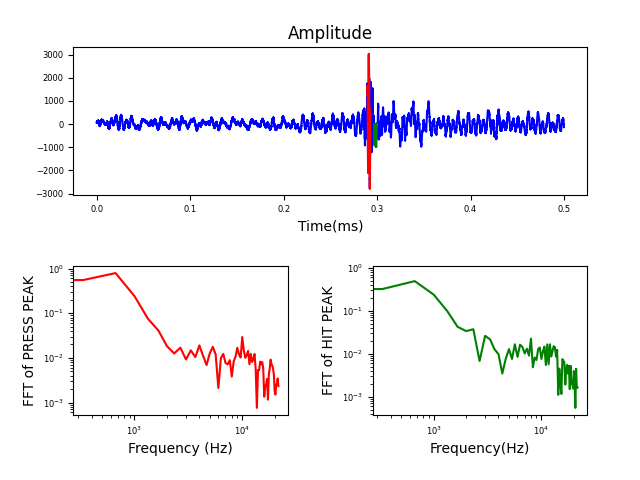 Amplitude
3000
2000
1000
0
−1000
−2000
−3000
0.0 0.1 0.2 0.3 0.4 0.5
Time(ms)
FFT of PRESS PEAK
10⁰
10⁻¹
10⁻²
10⁻³
10³ 10⁴
Frequency (Hz)
FFT of HIT PEAK
10⁰
10⁻¹
10⁻²
10⁻³
10³ 10⁴
Frequency(Hz)